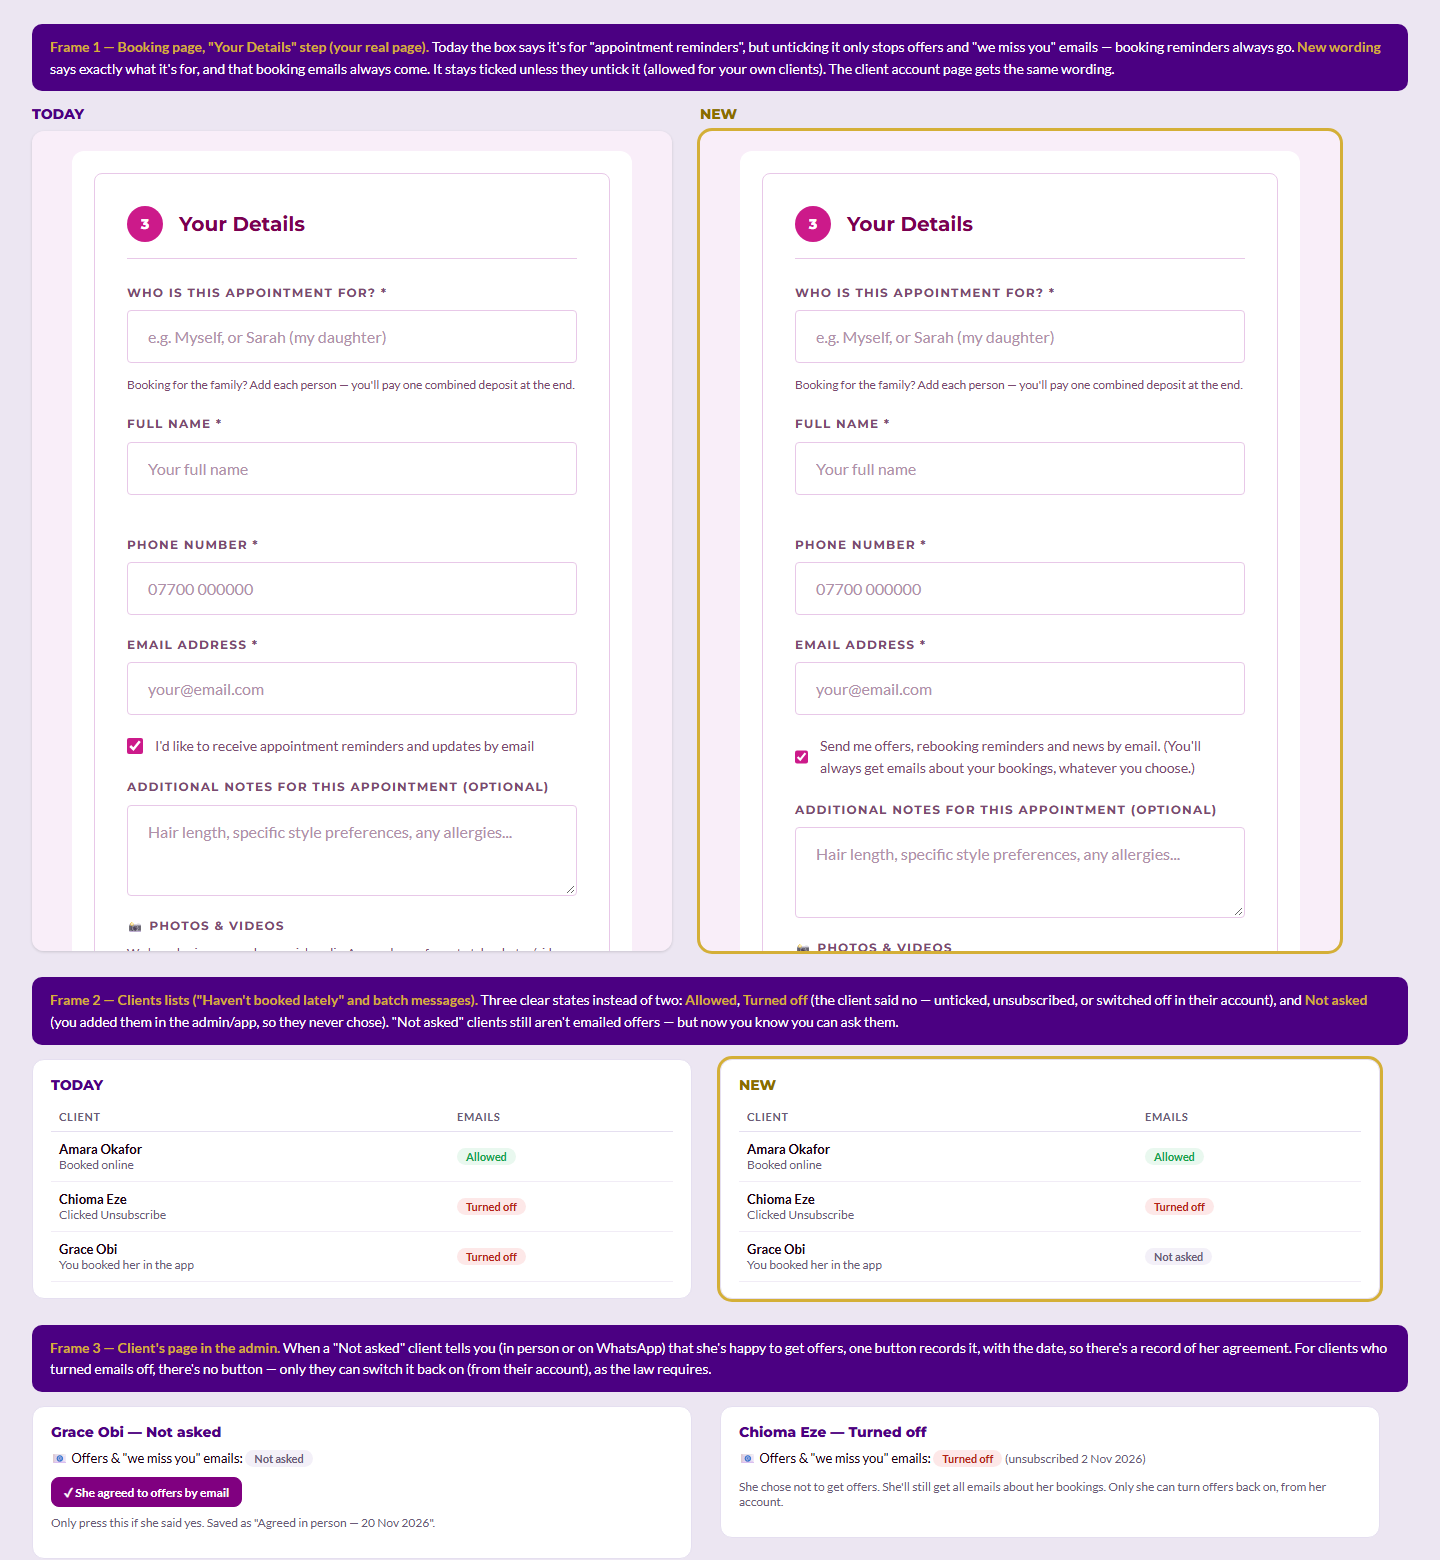 Frame 1 — Booking page, "Your Details" step (your real page). Today the box says it's for "appointment reminders", but unticking it only stops offers and "we miss you" emails — booking reminders always go. New wording
says exactly what it's for, and that booking emails always come. It stays ticked unless they untick it (allowed for your own clients). The client account page gets the same wording.
TODAY
3 Your Details
WHO IS THIS APPOINTMENT FOR? *
e.g. Myself, or Sarah (my daughter)
Booking for the family? Add each person — you'll pay one combined deposit at the end.
FULL NAME *
Your full name
PHONE NUMBER *
07700 000000
EMAIL ADDRESS *
your@email.com
I'd like to receive appointment reminders and updates by email
ADDITIONAL NOTES FOR THIS APPOINTMENT (OPTIONAL)
Hair length, specific style preferences, any allergies...
PHOTOS & VIDEOS
NEW
3 Your Details
WHO IS THIS APPOINTMENT FOR? *
e.g. Myself, or Sarah (my daughter)
Booking for the family? Add each person — you'll pay one combined deposit at the end.
FULL NAME *
Your full name
PHONE NUMBER *
07700 000000
EMAIL ADDRESS *
your@email.com
Send me offers, rebooking reminders and news by email. (You'll
always get emails about your bookings, whatever you choose.)
ADDITIONAL NOTES FOR THIS APPOINTMENT (OPTIONAL)
Hair length, specific style preferences, any allergies...
PHOTOS & VIDEOS
Frame 2 — Clients lists ("Haven't booked lately" and batch messages). Three clear states instead of two: Allowed, Turned off (the client said no — unticked, unsubscribed, or switched off in their account), and Not asked
(you added them in the admin/app, so they never chose). "Not asked" clients still aren't emailed offers — but now you know you can ask them.
TODAY
CLIENT EMAILS
Amara Okafor
Booked online
Allowed
Chioma Eze
Clicked Unsubscribe
Turned off
Grace Obi
You booked her in the app
Turned off
NEW
CLIENT EMAILS
Amara Okafor
Booked online
Allowed
Chioma Eze
Clicked Unsubscribe
Turned off
Grace Obi
You booked her in the app
Not asked
Frame 3 — Client's page in the admin. When a "Not asked" client tells you (in person or on WhatsApp) that she's happy to get offers, one button records it, with the date, so there's a record of her agreement. For clients who
turned emails off, there's no button — only they can switch it back on (from their account), as the law requires.
Grace Obi — Not asked
Offers & "we miss you" emails: Not asked
✓ She agreed to offers by email
Only press this if she said yes. Saved as "Agreed in person — 20 Nov 2026".
Chioma Eze — Turned off
Offers & "we miss you" emails: Turned off (unsubscribed 2 Nov 2026)
She chose not to get offers. She'll still get all emails about her bookings. Only she can turn offers back on, from her
account.